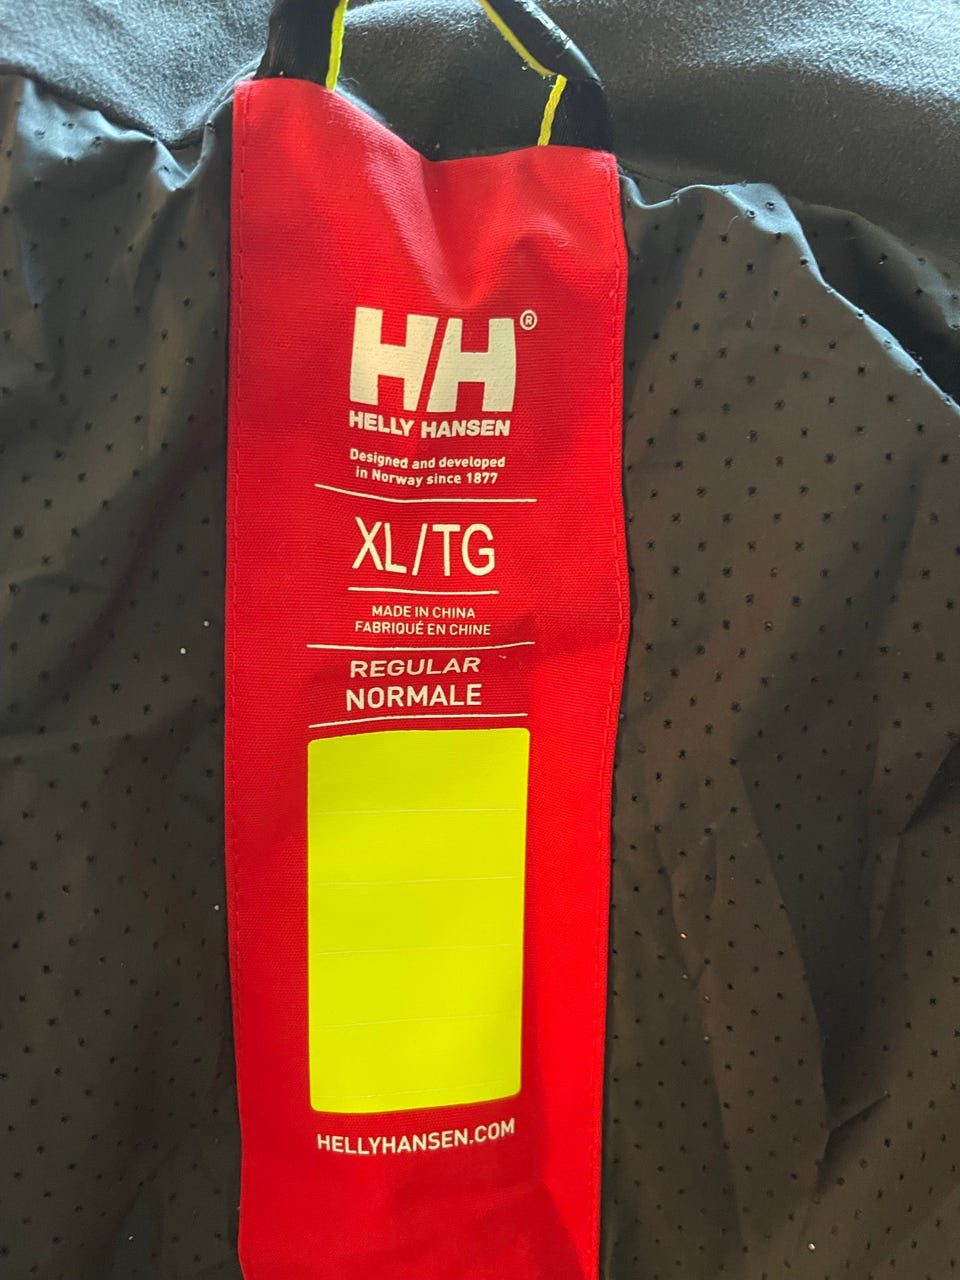 HH®
HELLY HANSEN
Designed and developed
in Norway since 1877
XL/TG
MADE IN CHINA
FABRIQUÉ EN CHINE
REGULAR
NORMALE
HELLYHANSEN.COM